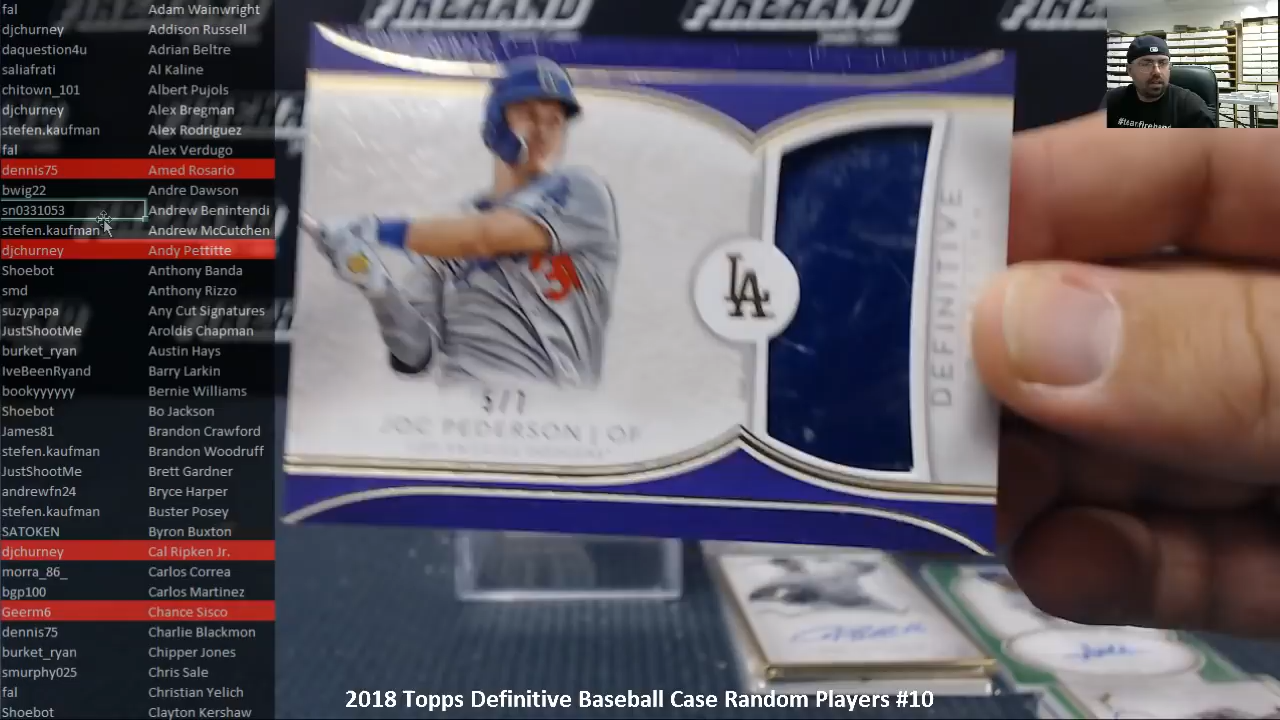 fal Adam Wainwright
djchurney Addison Russell
daquestion4u Adrian Beltre
saliafrati Al Kaline
chitown_101 Albert Pujols
djchurney Alex Bregman
stefen.kaufman Alex Rodriguez
fal Alex Verdugo
dennis75 Amed Rosario
bwig22 Andre Dawson
sn0331053 Andrew Benintendi
stefen.kaufman Andrew McCutchen
djchurney Andy Pettitte
Shoebot Anthony Banda
smd Anthony Rizzo
suzypapa Any Cut Signatures
JustShootMe Aroldis Chapman
burket_ryan Austin Hays
IveBeenRyand Barry Larkin
bookyyyyyy Bernie Williams
Shoebot Bo Jackson
James81 Brandon Crawford
stefen.kaufman Brandon Woodruff
JustShootMe Brett Gardner
andrewfn24 Bryce Harper
stefen.kaufman Buster Posey
SATOKEN Byron Buxton
djchurney Cal Ripken Jr.
morra_86_ Carlos Correa
bgp100 Carlos Martinez
Geerm6 Chance Sisco
dennis75 Charlie Blackmon
burket_ryan Chipper Jones
smurphy025 Chris Sale
fal Christian Yelich
Shoebot Clayton Kershaw
FIREHAND
LA
31
JOC PEDERSON | OF
DEFINITIVE
2018 Topps Definitive Baseball Case Random Players #10